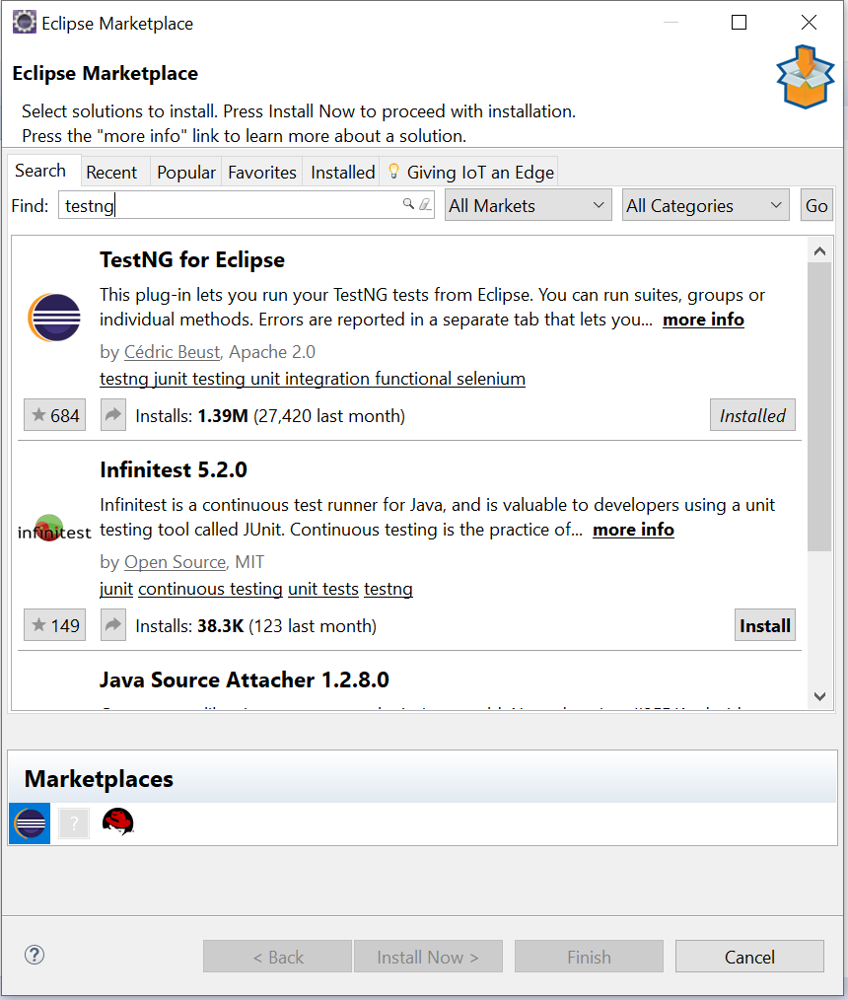 Eclipse Marketplace
Eclipse Marketplace
Select solutions to install. Press Install Now to proceed with installation.
Press the "more info" link to learn more about a solution.
Search Recent Popular Favorites Installed Giving IoT an Edge
Find: testng All Markets All Categories Go
TestNG for Eclipse
This plug-in lets you run your TestNG tests from Eclipse. You can run suites, groups or
individual methods. Errors are reported in a separate tab that lets you... more info
by Cédric Beust, Apache 2.0
testng junit testing unit integration functional selenium
684 Installs: 1.39M (27,420 last month) Installed
Infinitest 5.2.0
Infinitest is a continuous test runner for Java, and is valuable to developers using a unit
infinitest testing tool called JUnit. Continuous testing is the practice of... more info
by Open Source, MIT
junit continuous testing unit tests testng
149 Installs: 38.3K (123 last month) Install
Java Source Attacher 1.2.8.0
Marketplaces
?
? < Back Install Now > Finish Cancel